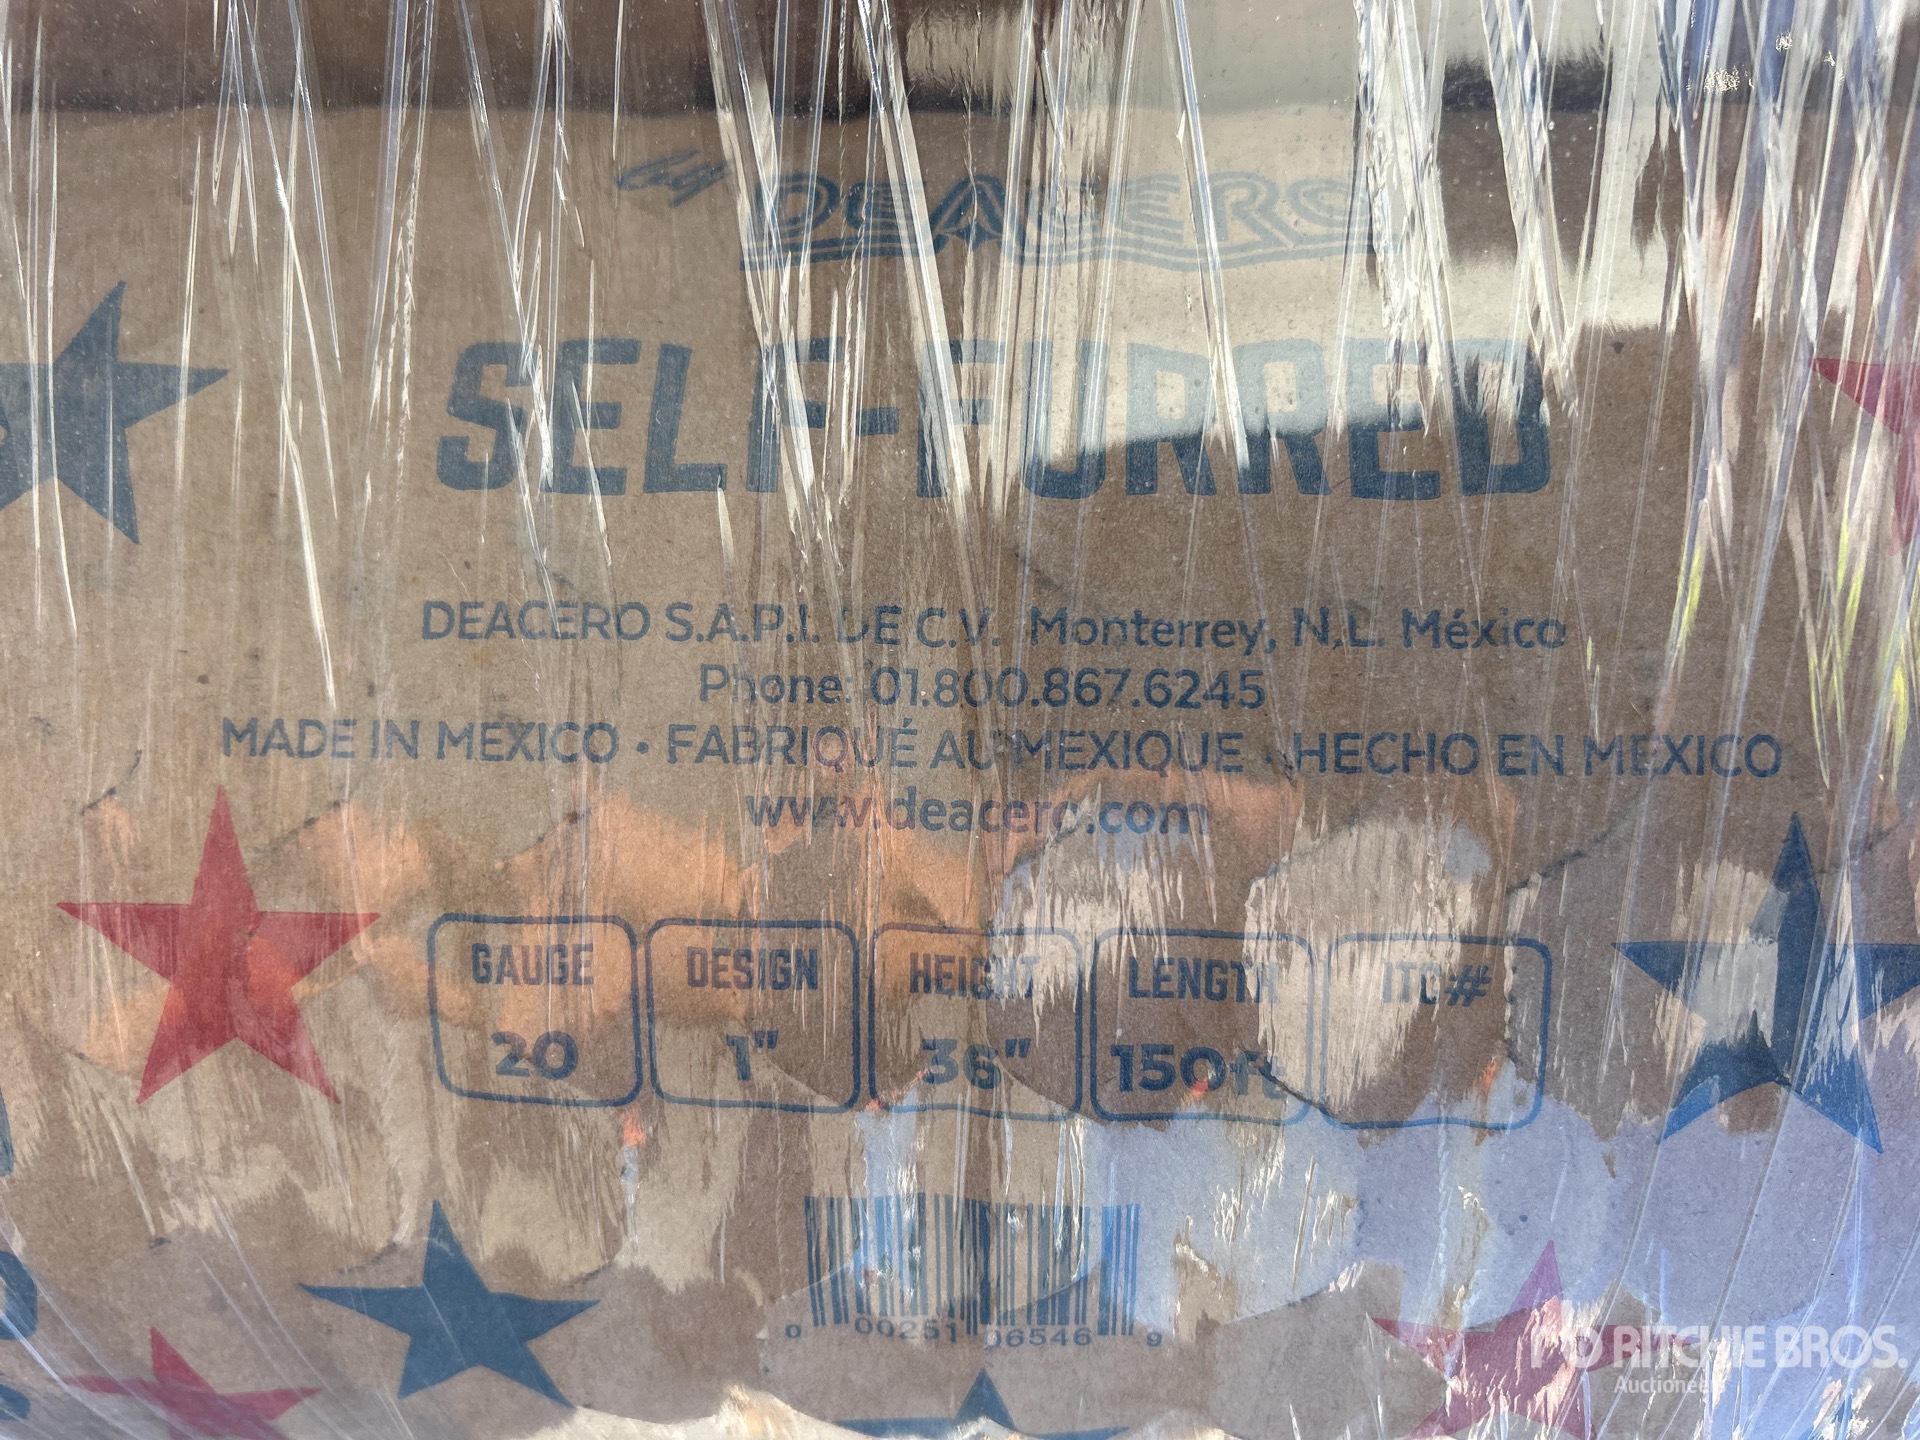 by DEACERO
SELF-FURRED
DEACERO S.A.P.I. DE C.V. Monterrey, N.L. México
Phone: 01.800.867.6245
MADE IN MEXICO • FABRIQUÉ AU MEXIQUE • HECHO EN MEXICO
www.deacero.com
GAUGE DESIGN HEIGHT LENGTH ITC#
20 1" 36" 150ft
0 00251 06546 9
RITCHIE BROS.
Auctioneers